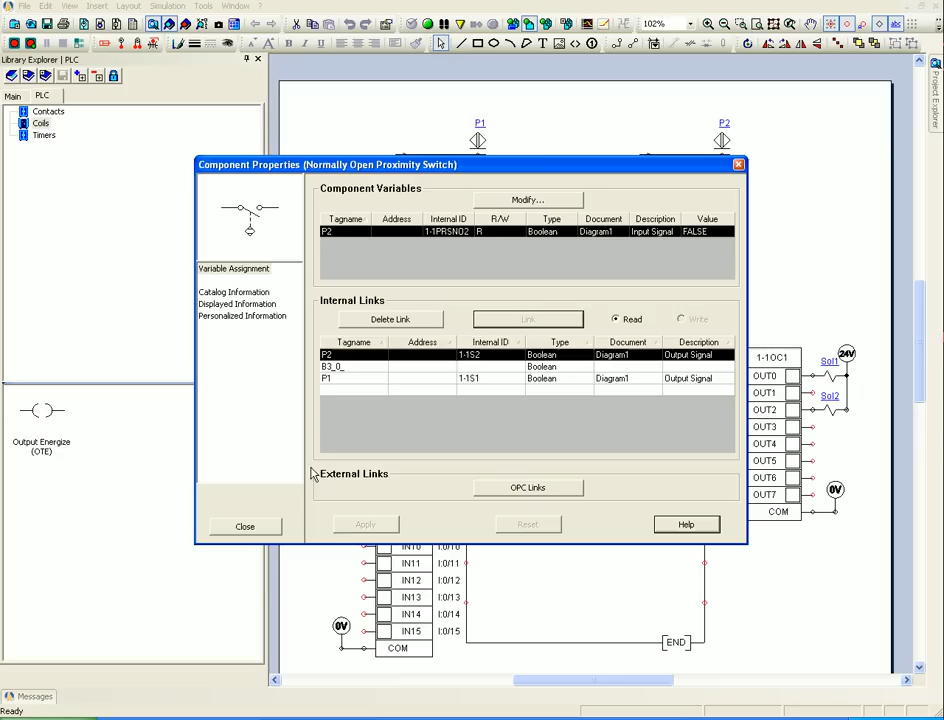 File Edit View Insert Layout Simulation Tools Window
102%
Library Explorer | PLC
Main PLC
Contacts
Coils
Timers
Output Energize
(OTE)
Project Explorer
P1 P2
Component Properties (Normally Open Proximity Switch)
Variable Assignment
Catalog Information
Displayed Information
Personalized Information
Close
Component Variables
Modify...
Tagname Address Internal ID R/W Type Document Description Value
P2 1-1PRSNO2 R Boolean Diagram1 Input Signal FALSE
Internal Links
Delete Link Link Read Write
Tagname Address Internal ID Type Document Description
P2 1-1S2 Boolean Diagram1 Output Signal
B3_0_ Boolean
P1 1-1S1 Boolean Diagram1 Output Signal
External Links
OPC Links
Apply Reset Help
1-1OC1 24V
OUT0 Sol1
OUT1
OUT2 Sol2
OUT3
OUT4
OUT5
OUT6
OUT7 0V
COM
IN10 I:0/10
IN11 I:0/11
IN12 I:0/12
IN13 I:0/13
IN14 I:0/14
IN15 I:0/15
0V COM
END
Messages
Ready